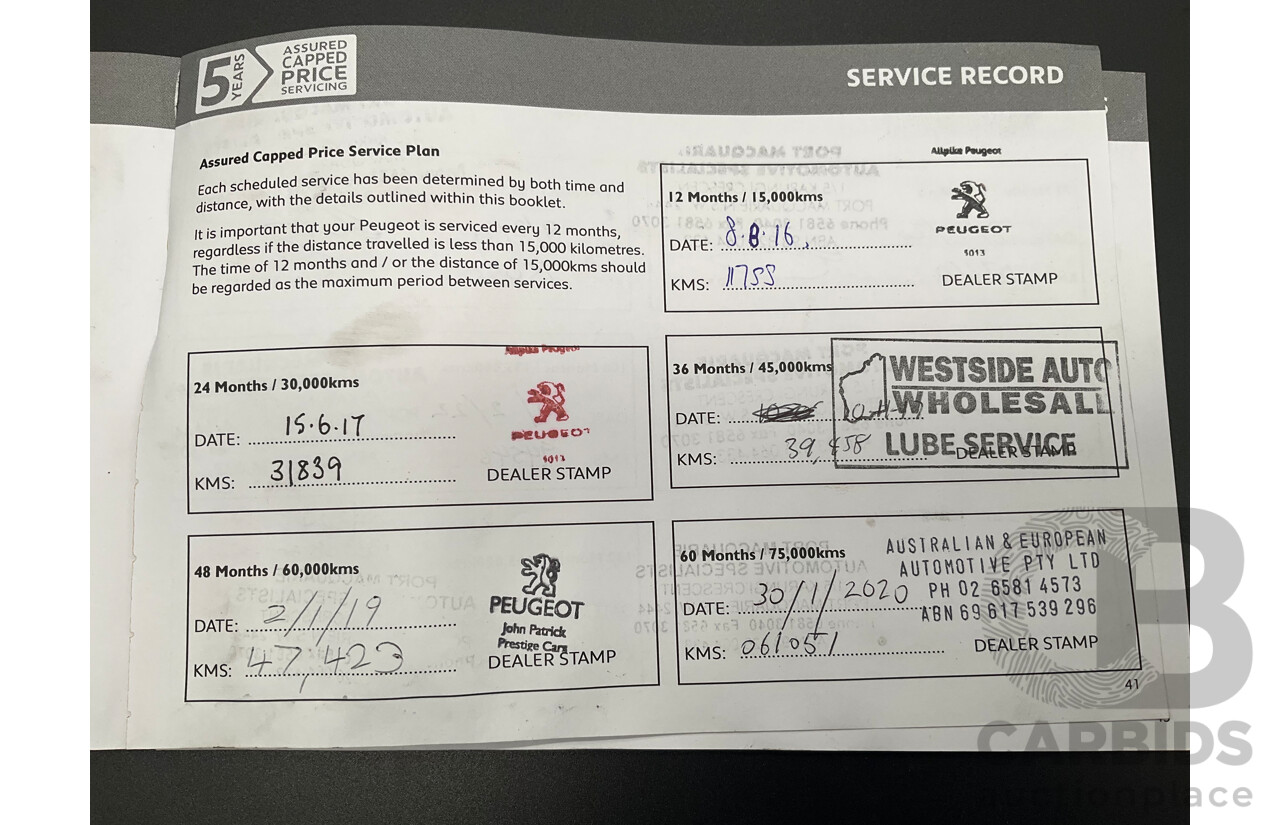 5 YEARS
ASSURED
CAPPED
PRICE
SERVICING
SERVICE RECORD
Assured Capped Price Service Plan
Each scheduled service has been determined by both time and
distance, with the details outlined within this booklet.
It is important that your Peugeot is serviced every 12 months,
regardless if the distance travelled is less than 15,000 kilometres.
The time of 12 months and / or the distance of 15,000kms should
be regarded as the maximum period between services.
Allpike Peugeot
12 Months / 15,000kms
PEUGEOT
DATE: 8.8.16
5013
KMS: 11755
DEALER STAMP
24 Months / 30,000kms
Allpike Peugeot
DATE: 15.6.17
PEUGEOT
5013
KMS: 31839
DEALER STAMP
36 Months / 45,000kms
WESTSIDE AUTO
WHOLESALE
DATE:
LUBE SERVICE
KMS: 39,458
DEALER STAMP
48 Months / 60,000kms
PEUGEOT
John Patrick
Prestige Cars
DATE: 2/1/19
KMS: 47,423
DEALER STAMP
60 Months / 75,000kms
AUSTRALIAN & EUROPEAN
AUTOMOTIVE PTY LTD
PH 02 6581 4573
ABN 69 617 539 296
DATE: 30/1/2020
KMS: 061051
DEALER STAMP
41
CARBIDS
auctionplace